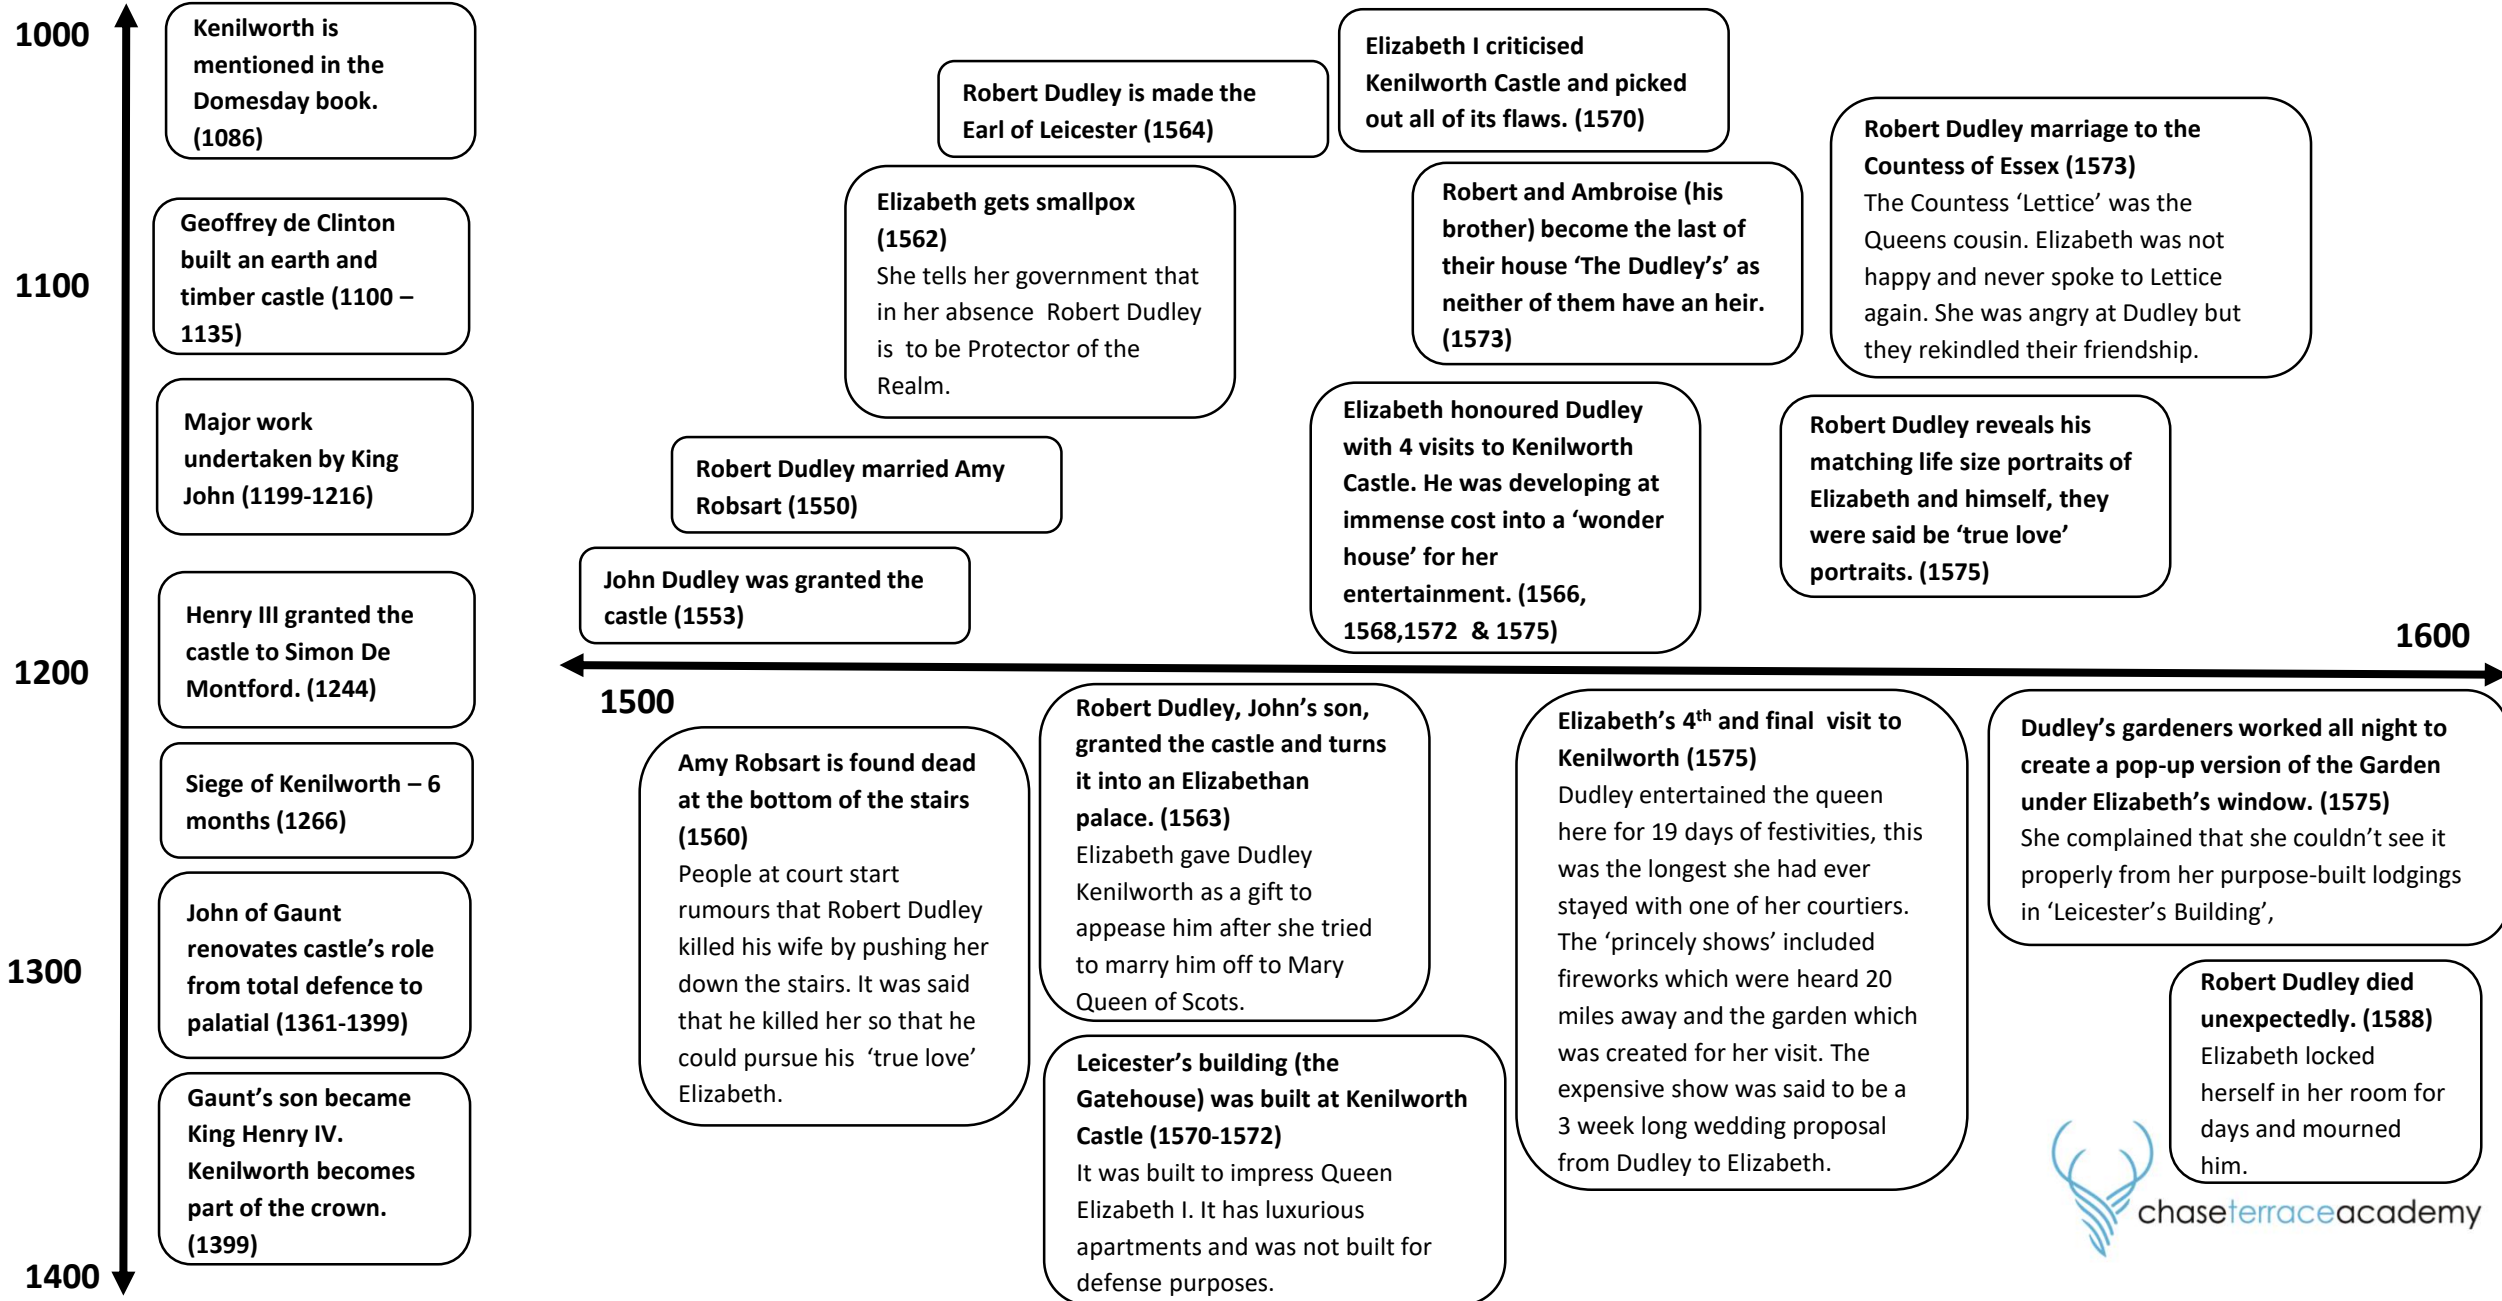 1000
Kenilworth is
mentioned in the
Domesday book.
(1086)
Geoffrey de Clinton
built an earth and
timber castle (1100 –
1135)
1100
Major work
undertaken by King
John (1199-1216)
Henry III granted the
castle to Simon De
Montford. (1244)
1200
Siege of Kenilworth – 6
months (1266)
John of Gaunt
renovates castle’s role
from total defence to
palatial (1361-1399)
1300
Gaunt’s son became
King Henry IV.
Kenilworth becomes
part of the crown.
(1399)
1400
Robert Dudley is made the
Earl of Leicester (1564)
Elizabeth I criticised
Kenilworth Castle and picked
out all of its flaws. (1570)
Elizabeth gets smallpox
(1562)
She tells her government that
in her absence  Robert Dudley
is  to be Protector of the
Realm.
Robert and Ambroise (his
brother) become the last of
their house ‘The Dudley’s’ as
neither of them have an heir.
(1573)
Robert Dudley marriage to the
Countess of Essex (1573)
The Countess ‘Lettice’ was the
Queens cousin. Elizabeth was not
happy and never spoke to Lettice
again. She was angry at Dudley but
they rekindled their friendship.
Robert Dudley married Amy
Robsart (1550)
John Dudley was granted the
castle (1553)
Elizabeth honoured Dudley
with 4 visits to Kenilworth
Castle. He was developing at
immense cost into a ‘wonder
house’ for her
entertainment. (1566,
1568,1572  & 1575)
Robert Dudley reveals his
matching life size portraits of
Elizabeth and himself, they
were said be ‘true love’
portraits. (1575)
1600
1500
Amy Robsart is found dead
at the bottom of the stairs
(1560)
People at court start
rumours that Robert Dudley
killed his wife by pushing her
down the stairs. It was said
that he killed her so that he
could pursue his  ‘true love’
Elizabeth.
Robert Dudley, John’s son,
granted the castle and turns
it into an Elizabethan
palace. (1563)
Elizabeth gave Dudley
Kenilworth as a gift to
appease him after she tried
to marry him off to Mary
Queen of Scots.
Leicester’s building (the
Gatehouse) was built at Kenilworth
Castle (1570-1572)
It was built to impress Queen
Elizabeth I. It has luxurious
apartments and was not built for
defense purposes.
Elizabeth’s 4th and final  visit to
Kenilworth (1575)
Dudley entertained the queen
here for 19 days of festivities, this
was the longest she had ever
stayed with one of her courtiers.
The ‘princely shows’ included
fireworks which were heard 20
miles away and the garden which
was created for her visit. The
expensive show was said to be a
3 week long wedding proposal
from Dudley to Elizabeth.
Dudley’s gardeners worked all night to
create a pop-up version of the Garden
under Elizabeth’s window. (1575)
She complained that she couldn’t see it
properly from her purpose-built lodgings
in ‘Leicester’s Building’,
Robert Dudley died
unexpectedly. (1588)
Elizabeth locked
herself in her room for
days and mourned
him.
chaseterraceacademy